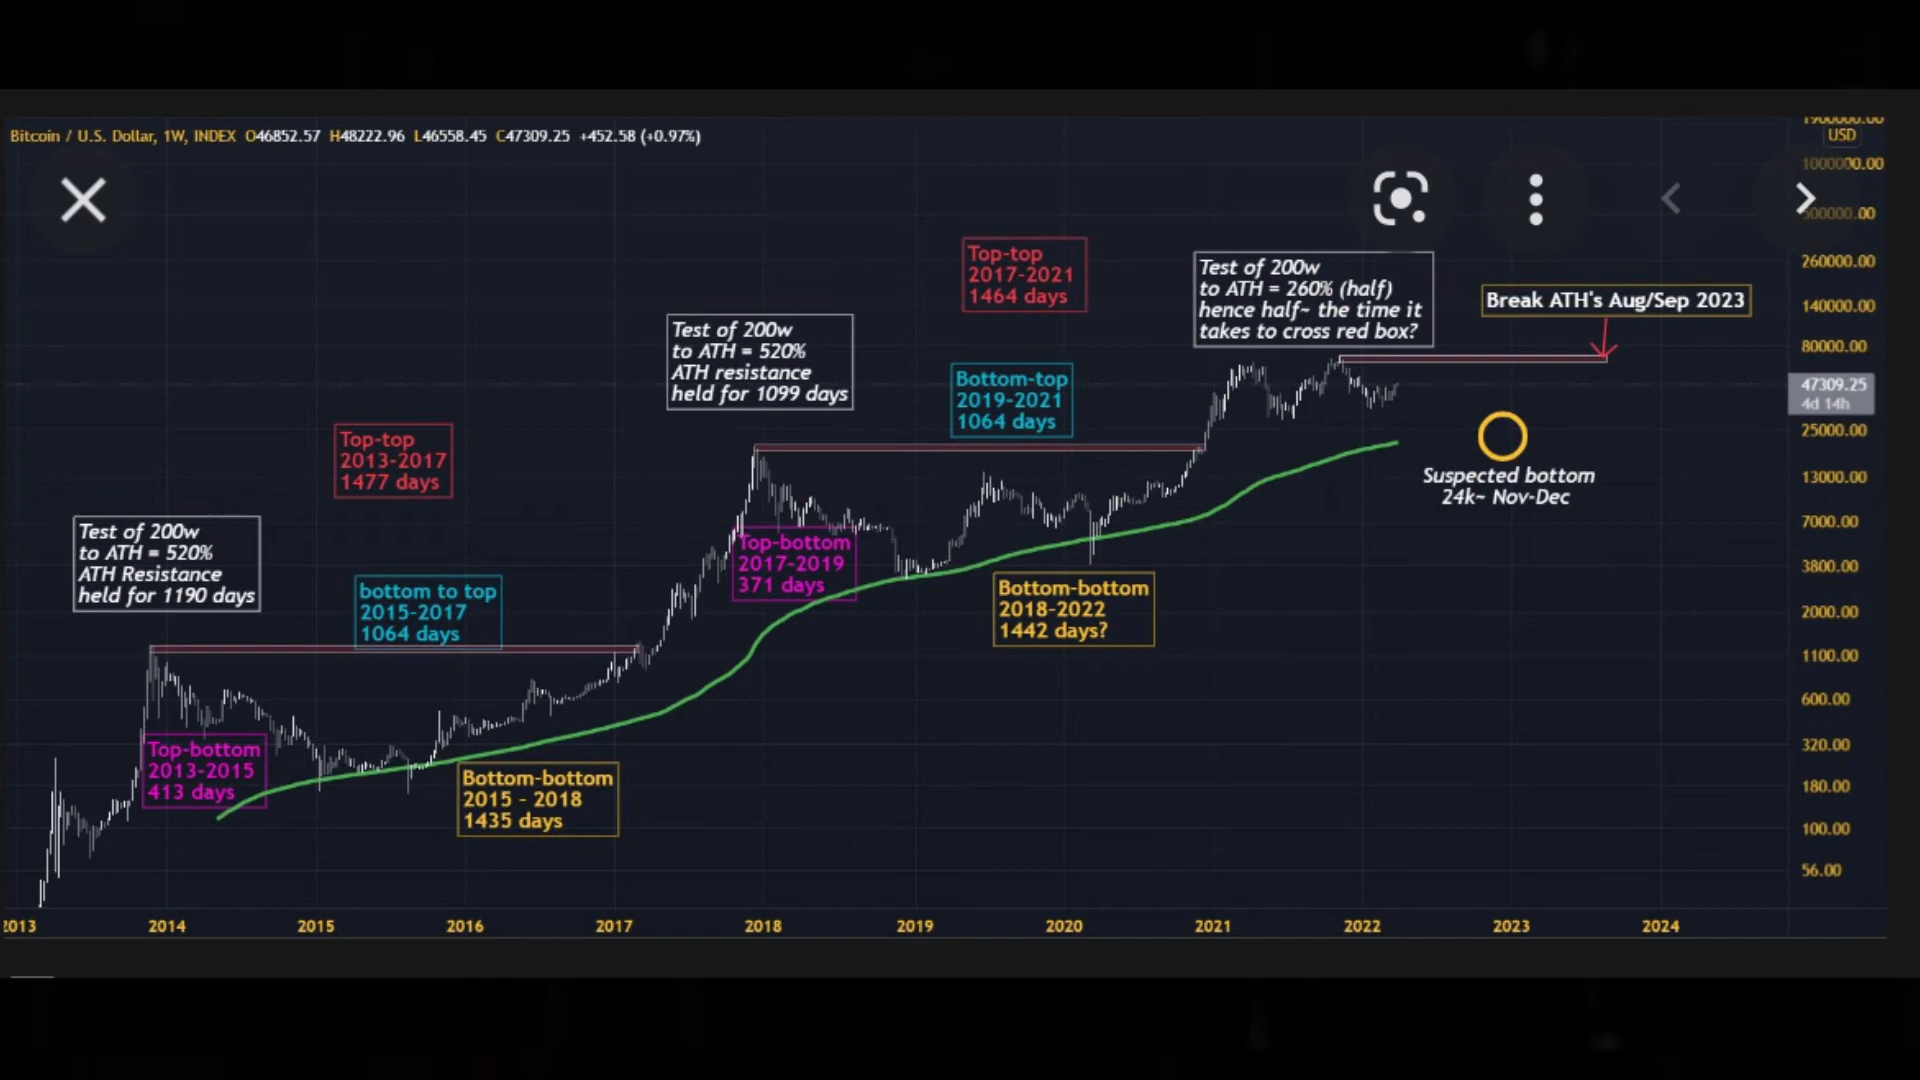 Bitcoin / U.S. Dollar, 1W, INDEX O46852.57 H48222.96 L46558.45 C47309.25 +452.58 (+0.97%)
1900000.00
USD
1000000.00
500000.00
260000.00
140000.00
80000.00
47309.25
4d 14h
25000.00
13000.00
7000.00
3800.00
2000.00
1100.00
600.00
320.00
180.00
100.00
56.00
Top-top
2017-2021
1464 days
Test of 200w
to ATH = 260% (half)
hence half~ the time it
takes to cross red box?
Break ATH's Aug/Sep 2023
Test of 200w
to ATH = 520%
ATH resistance
held for 1099 days
Bottom-top
2019-2021
1064 days
Top-top
2013-2017
1477 days
Suspected bottom
24k~ Nov-Dec
Test of 200w
to ATH = 520%
ATH Resistance
held for 1190 days
bottom to top
2015-2017
1064 days
Top-bottom
2017-2019
371 days
Bottom-bottom
2018-2022
1442 days?
Top-bottom
2013-2015
413 days
Bottom-bottom
2015 - 2018
1435 days
2013 2014 2015 2016 2017 2018 2019 2020 2021 2022 2023 2024